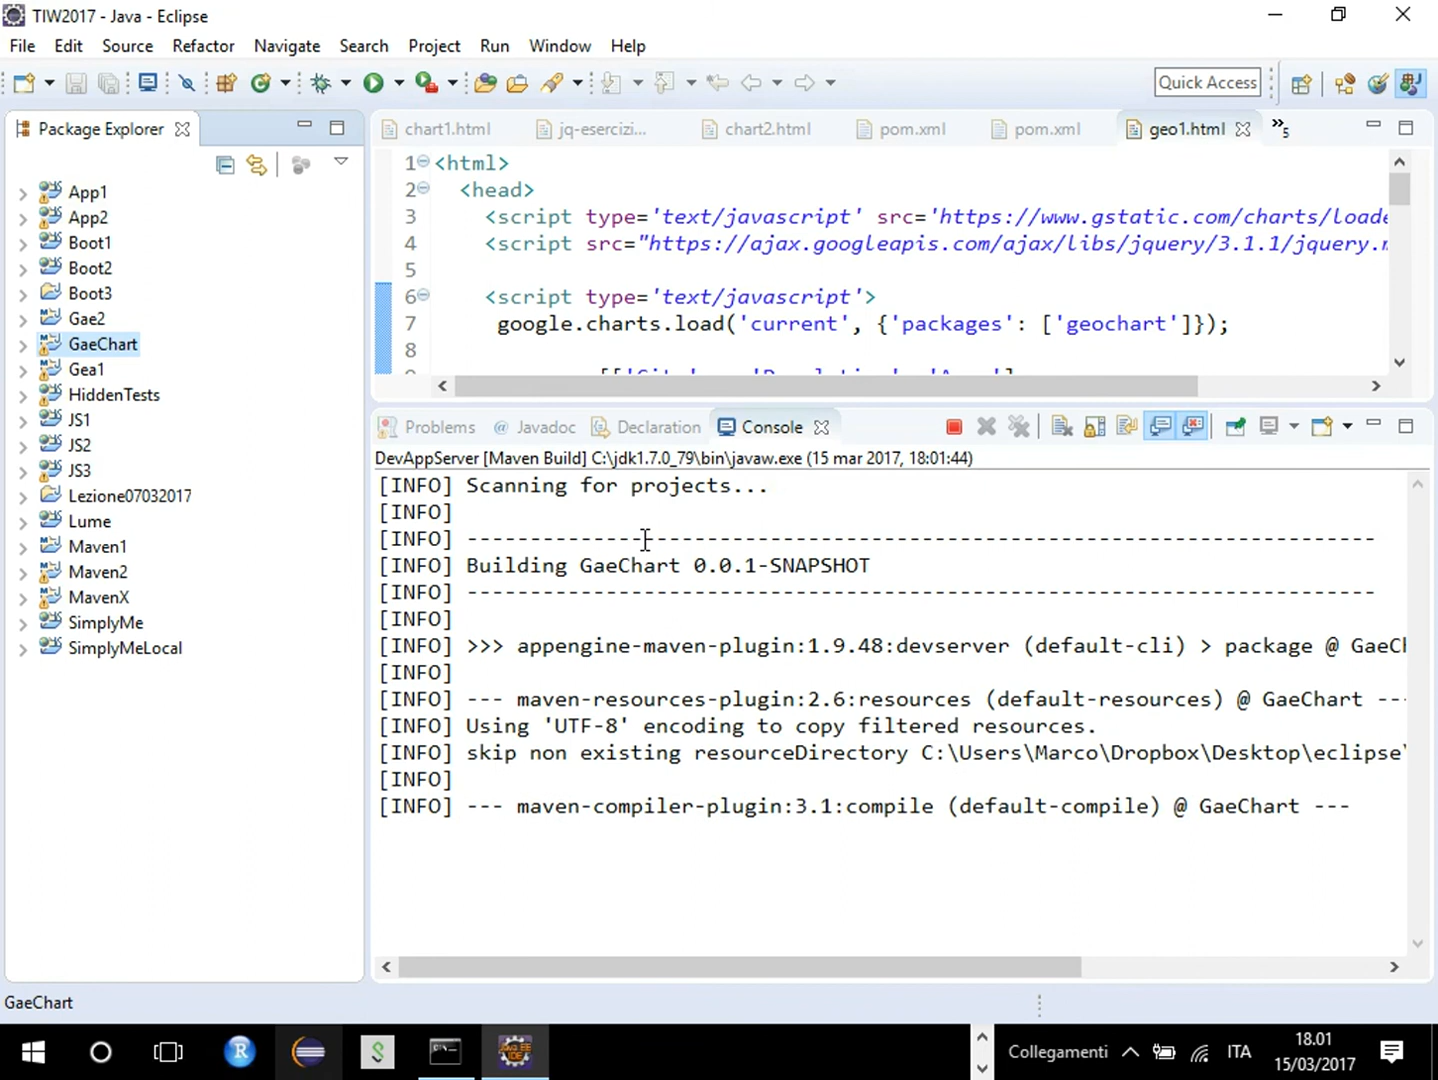 TIW2017 - Java - Eclipse
File Edit Source Refactor Navigate Search Project Run Window Help
Quick Access
Package Explorer
chart1.html jq-esercizi... chart2.html pom.xml pom.xml geo1.html »5
App1
App2
Boot1
Boot2
Boot3
Gae2
GaeChart
Gea1
HiddenTests
JS1
JS2
JS3
Lezione07032017
Lume
Maven1
Maven2
MavenX
SimplyMe
SimplyMeLocal
1 <html>
2 <head>
3 <script type='text/javascript' src='https://www.gstatic.com/charts/loade
4 <script src="https://ajax.googleapis.com/ajax/libs/jquery/3.1.1/jquery.m
5
6 <script type='text/javascript'>
7 google.charts.load('current', {'packages': ['geochart']});
8
Problems @ Javadoc Declaration Console
DevAppServer [Maven Build] C:\jdk1.7.0_79\bin\javaw.exe (15 mar 2017, 18:01:44)
[INFO] Scanning for projects...
[INFO]
[INFO] ------------------------------------------------------------------------
[INFO] Building GaeChart 0.0.1-SNAPSHOT
[INFO] ------------------------------------------------------------------------
[INFO]
[INFO] >>> appengine-maven-plugin:1.9.48:devserver (default-cli) > package @ GaeCh
[INFO]
[INFO] --- maven-resources-plugin:2.6:resources (default-resources) @ GaeChart ---
[INFO] Using 'UTF-8' encoding to copy filtered resources.
[INFO] skip non existing resourceDirectory C:\Users\Marco\Dropbox\Desktop\eclipse\
[INFO]
[INFO] --- maven-compiler-plugin:3.1:compile (default-compile) @ GaeChart ---
GaeChart
Collegamenti ITA
18.01
15/03/2017